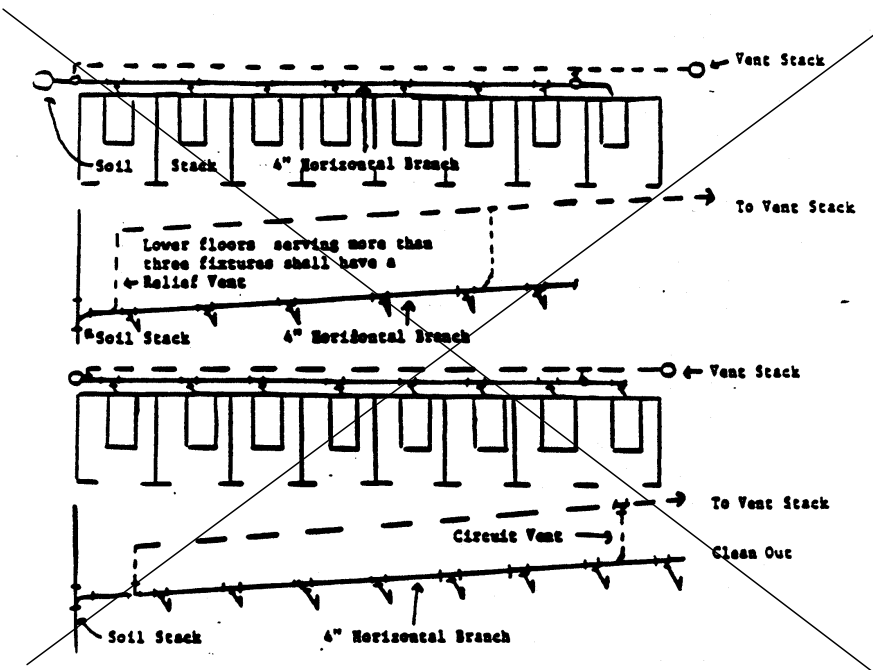 Vent Stack
Soil Stack
4" Horizontal Branch
To Vent Stack
Lower floors serving more than
three fixtures shall have a
Relief Vent
Soil Stack
4" Horizontal Branch
Vent Stack
To Vent Stack
Circuit Vent
Clean Out
Soil Stack
4" Horizontal Branch